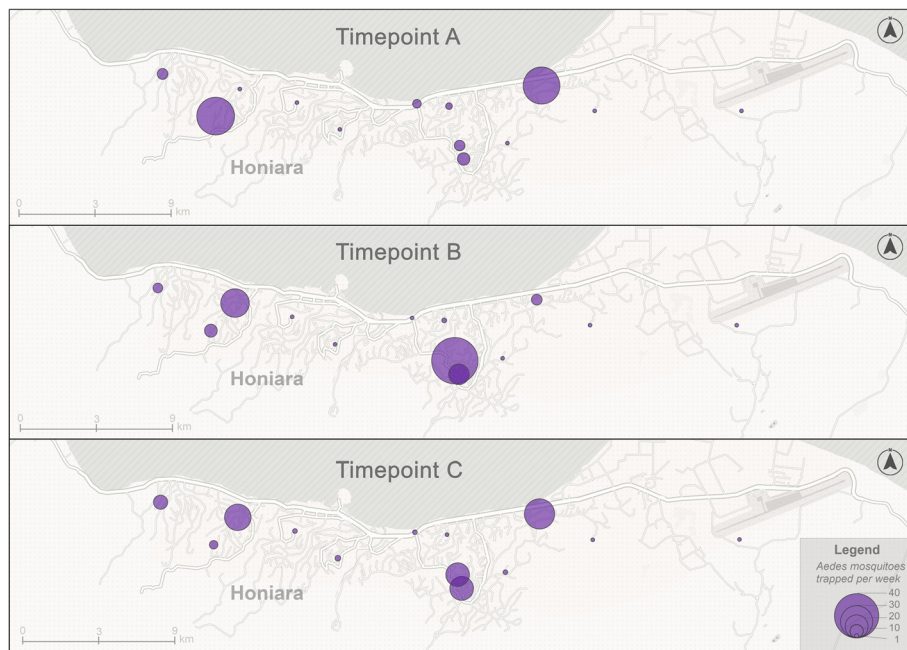 Timepoint A
Honiara
0 3 9 km
Timepoint B
Honiara
0 3 9 km
Timepoint C
Honiara
0 3 9 km
Legend
Aedes mosquitoes
trapped per week
40
30
20
10
1